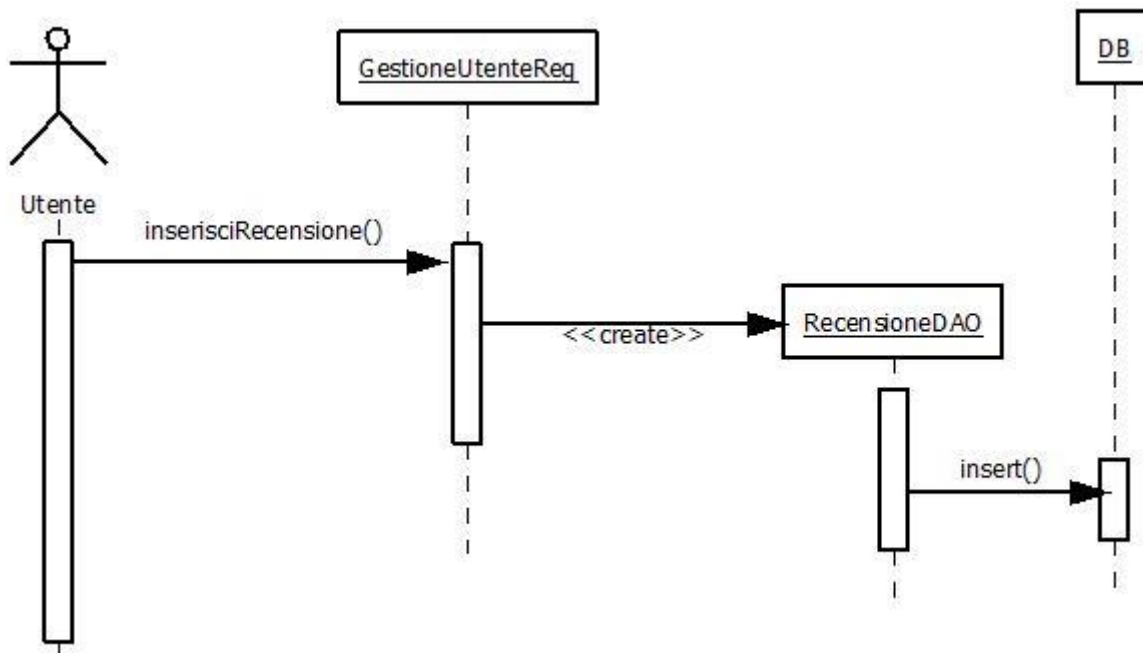 GestioneUtenteReq
DB
Utente
inserisciRecensione()
RecensioneDAO
<<create>>
insert()